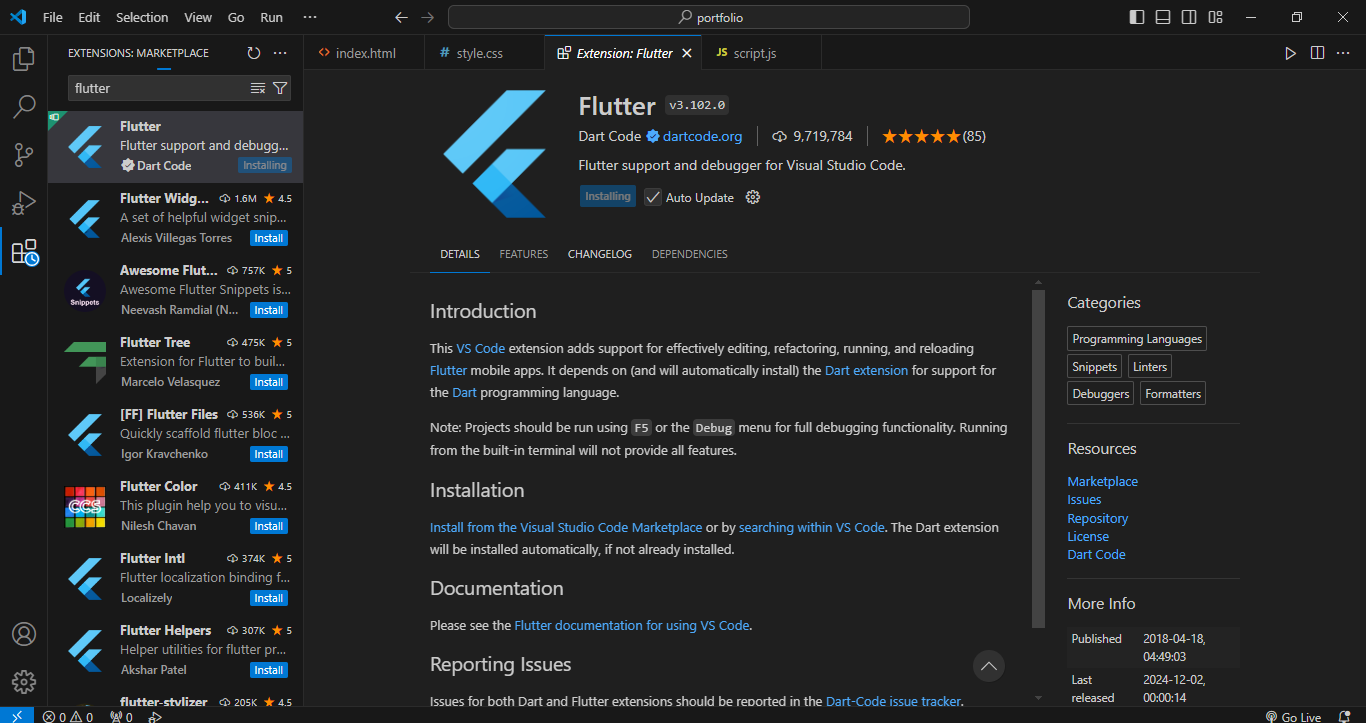 File Edit Selection View Go Run ···
portfolio
EXTENSIONS: MARKETPLACE
flutter
Flutter
Flutter support and debugg...
Dart Code Installing
Flutter Widg... 1.6M 4.5
A set of helpful widget snip...
Alexis Villegas Torres Install
Awesome Flut... 757K 5
Awesome Flutter Snippets is...
Neevash Ramdial (N... Install
Snippets
Flutter Tree 475K 5
Extension for Flutter to buil...
Marcelo Velasquez Install
[FF] Flutter Files 536K 5
Quickly scaffold flutter bloc ...
Igor Kravchenko Install
Flutter Color 411K 4.5
This plugin help you to visu...
Nilesh Chavan Install
CCS
Flutter Intl 374K 5
Flutter localization binding f...
Localizely Install
Flutter Helpers 307K 5
Helper utilities for flutter pr...
Akshar Patel Install
flutter-stylizer 205K 4.5
<> index.html # style.css Extension: Flutter JS script.js
Flutter v3.102.0
Dart Code dartcode.org 9,719,784 ★★★★★(85)
Flutter support and debugger for Visual Studio Code.
Installing Auto Update
DETAILS FEATURES CHANGELOG DEPENDENCIES
Introduction
This VS Code extension adds support for effectively editing, refactoring, running, and reloading
Flutter mobile apps. It depends on (and will automatically install) the Dart extension for support for
the Dart programming language.
Note: Projects should be run using F5 or the Debug menu for full debugging functionality. Running
from the built-in terminal will not provide all features.
Installation
Install from the Visual Studio Code Marketplace or by searching within VS Code. The Dart extension
will be installed automatically, if not already installed.
Documentation
Please see the Flutter documentation for using VS Code.
Reporting Issues
Issues for both Dart and Flutter extensions should be reported in the Dart-Code issue tracker.
Categories
Programming Languages
Snippets Linters
Debuggers Formatters
Resources
Marketplace
Issues
Repository
License
Dart Code
More Info
Published 2018-04-18,
04:49:03
Last 2024-12-02,
released 00:00:14
0 0 0 Go Live